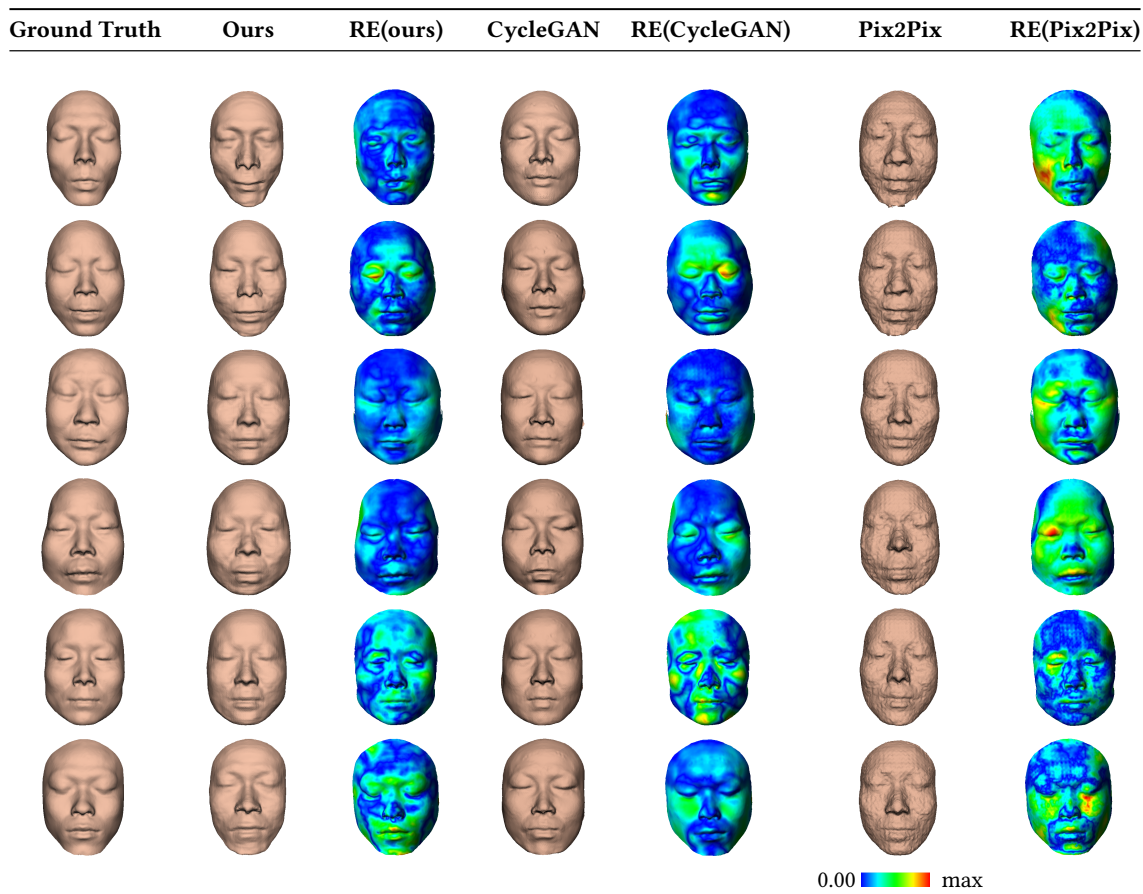 Ground Truth Ours RE(ours) CycleGAN RE(CycleGAN) Pix2Pix RE(Pix2Pix)
0.00 max